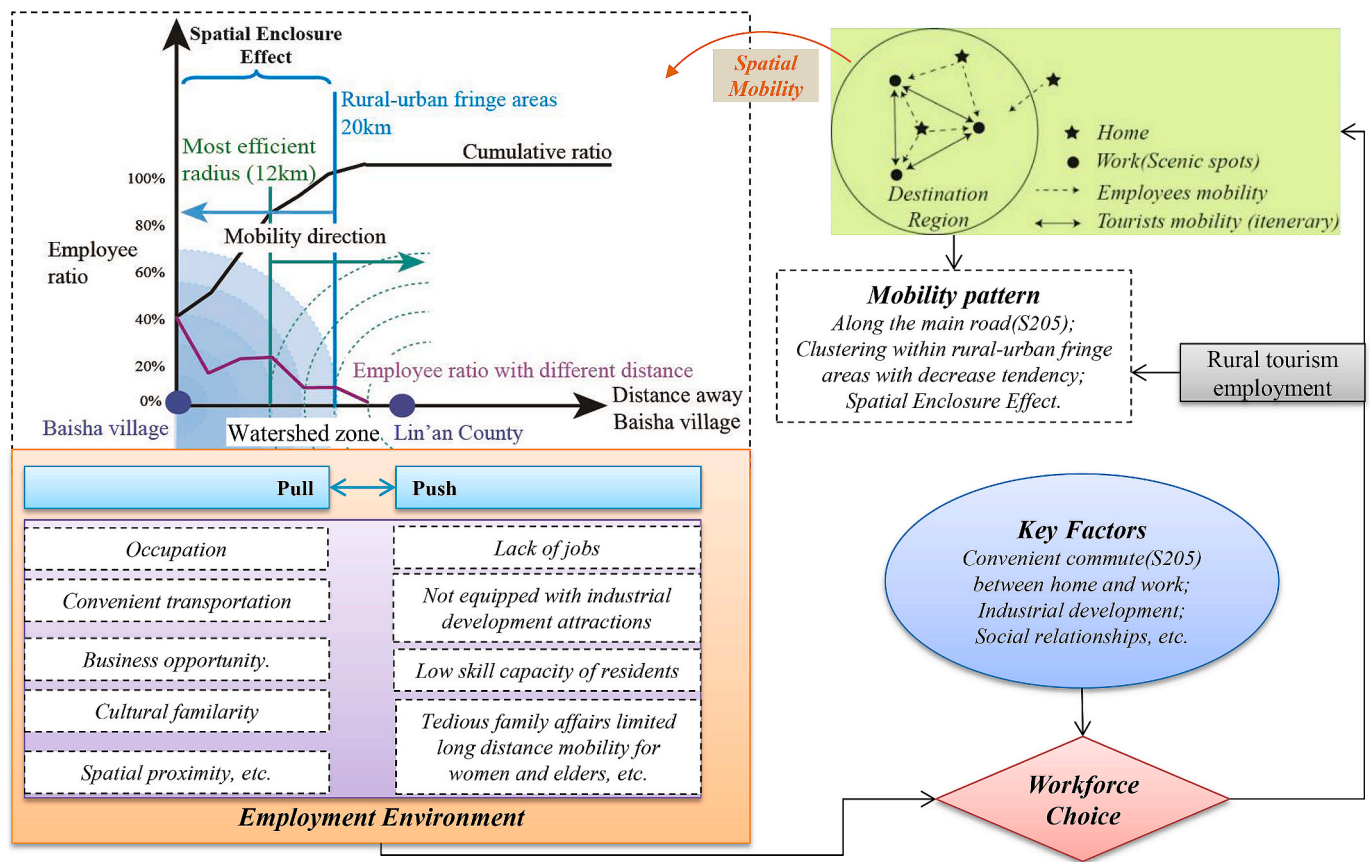 Spatial Enclosure
Effect
Rural-urban fringe areas
20km
Most efficient
radius (12km)
Cumulative ratio
100%
80%
60%
40%
20%
0%
Employee
ratio
Mobility direction
Employee ratio with different distance
Distance away
Baisha village
Baisha village
Watershed zone
Lin'an County
Spatial
Mobility
Destination
Region
Home
Work(Scenic spots)
Employees mobility
Tourists mobility (itenerary)
Mobility pattern
Along the main road(S205);
Clustering within rural-urban fringe
areas with decrease tendency;
Spatial Enclosure Effect.
Rural tourism
employment
Pull
Push
Occupation
Convenient transportation
Business opportunity.
Cultural familarity
Spatial proximity, etc.
Lack of jobs
Not equipped with industrial
development attractions
Low skill capacity of residents
Tedious family affairs limited
long distance mobility for
women and elders, etc.
Employment Environment
Key Factors
Convenient commute(S205)
between home and work;
Industrial development;
Social relationships, etc.
Workforce
Choice